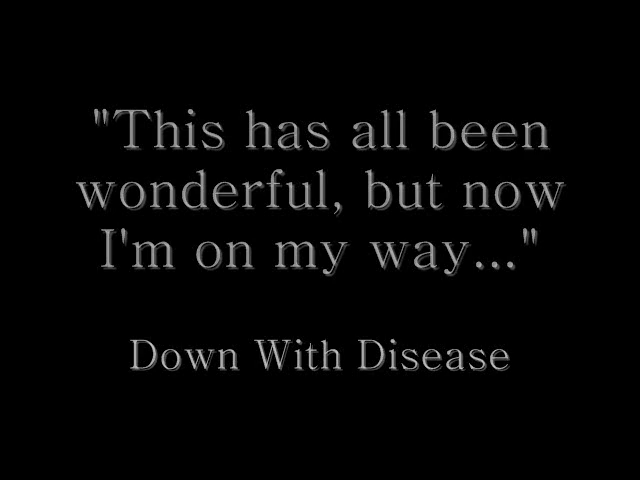 "This has all been
wonderful, but now
I'm on my way..."
Down With Disease